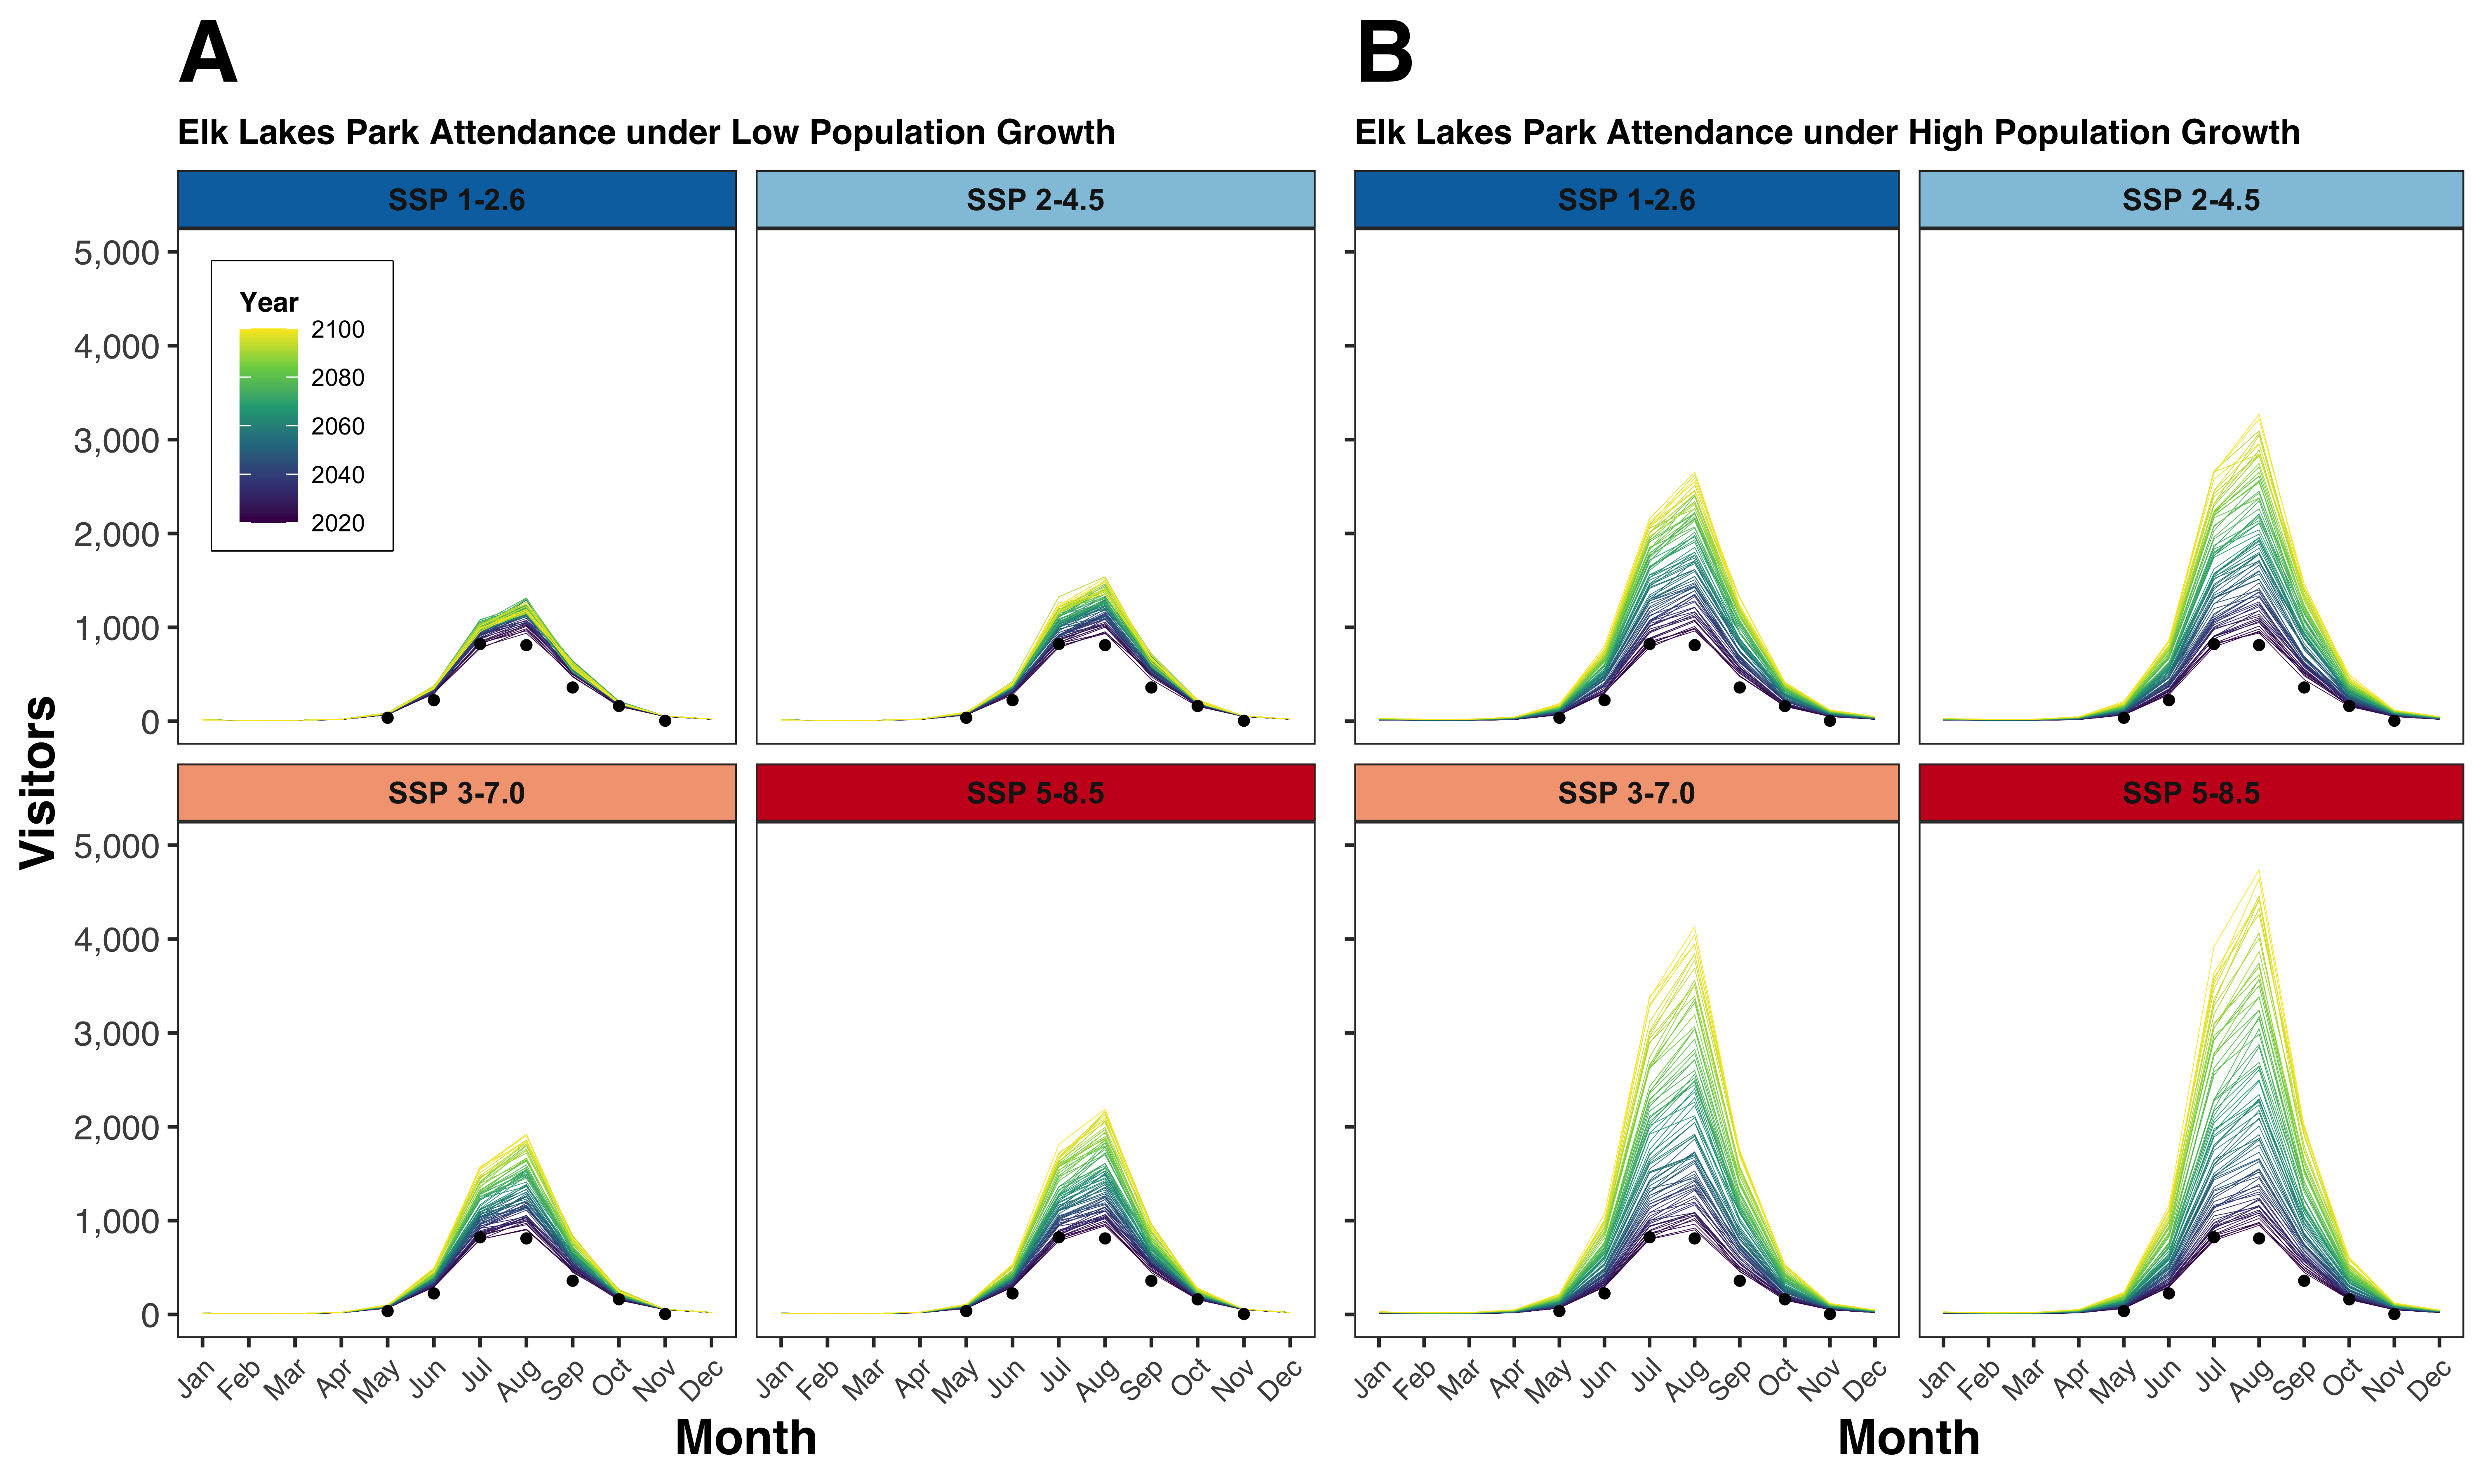 A
B
Elk Lakes Park Attendance under Low Population Growth
Elk Lakes Park Attendance under High Population Growth
SSP 1-2.6
SSP 2-4.5
SSP 1-2.6
SSP 2-4.5
5,000
4,000
3,000
2,000
1,000
0
Year
2100
2080
2060
2040
2020
Visitors
SSP 3-7.0
SSP 5-8.5
SSP 3-7.0
SSP 5-8.5
5,000
4,000
3,000
2,000
1,000
0
Jan Feb Mar Apr May Jun Jul Aug Sep Oct Nov Dec
Jan Feb Mar Apr May Jun Jul Aug Sep Oct Nov Dec
Jan Feb Mar Apr May Jun Jul Aug Sep Oct Nov Dec
Jan Feb Mar Apr May Jun Jul Aug Sep Oct Nov Dec
Month
Month